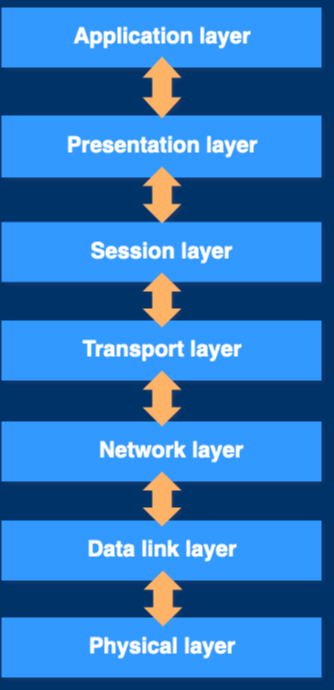 Application layer
Presentation layer
Session layer
Transport layer
Network layer
Data link layer
Physical layer